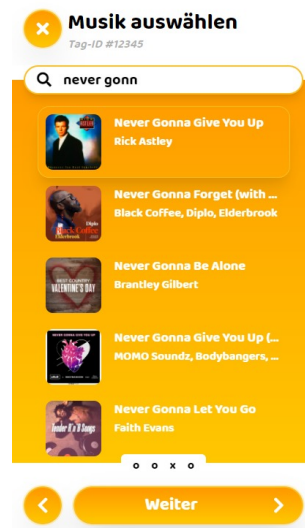 Musik auswählen
Tag-ID #12345
never gonn
Never Gonna Give You Up
Rick Astley
Never Gonna Forget (with ...
Black Coffee, Diplo, Elderbrook
Never Gonna Be Alone
Brantley Gilbert
Never Gonna Give You Up (...
MOMO Soundz, Bodybangers, ...
Never Gonna Let You Go
Faith Evans
o o x o
Weiter